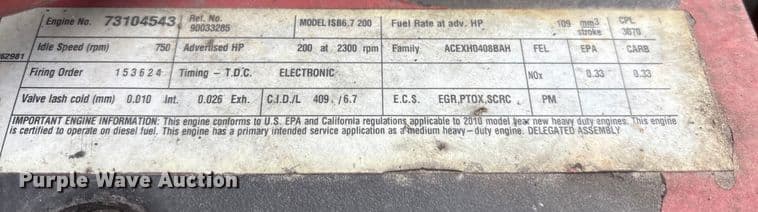 Engine No. 73104543 Ref. No. 90033285 MODEL ISB6.7 200 Fuel Rate at adv. HP 109 mm3 stroke CPL 3070
62981
Idle Speed (rpm) 750 Advertised HP 200 at 2300 rpm Family ACEXH0408BAH FEL EPA CARB
Firing Order 153624 Timing - T.D.C. ELECTRONIC NOx 0.33 0.33
Valve lash cold (mm) 0.010 Int. 0.026 Exh. C.I.D./L 409. /6.7 E.C.S. EGR,PTOX,SCRC PM
IMPORTANT ENGINE INFORMATION: This engine conforms to U.S. EPA and California regulations applicable to 2010 model year new heavy duty engines. This engine
is certified to operate on diesel fuel. This engine has a primary intended service application as a medium heavy-duty engine. DELEGATED ASSEMBLY
Purple Wave Auction